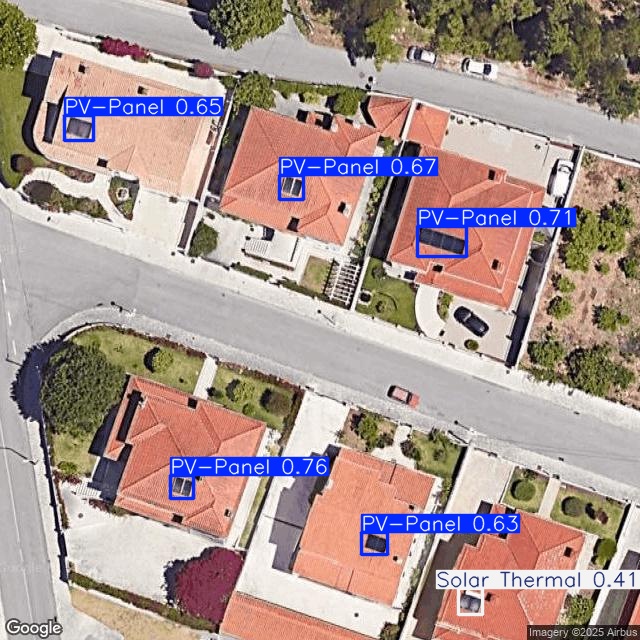 PV-Panel 0.65
PV-Panel 0.67
PV-Panel 0.71
PV-Panel 0.76
PV-Panel 0.63
Solar Thermal 0.41
Google
Imagery ©2025 Airbus